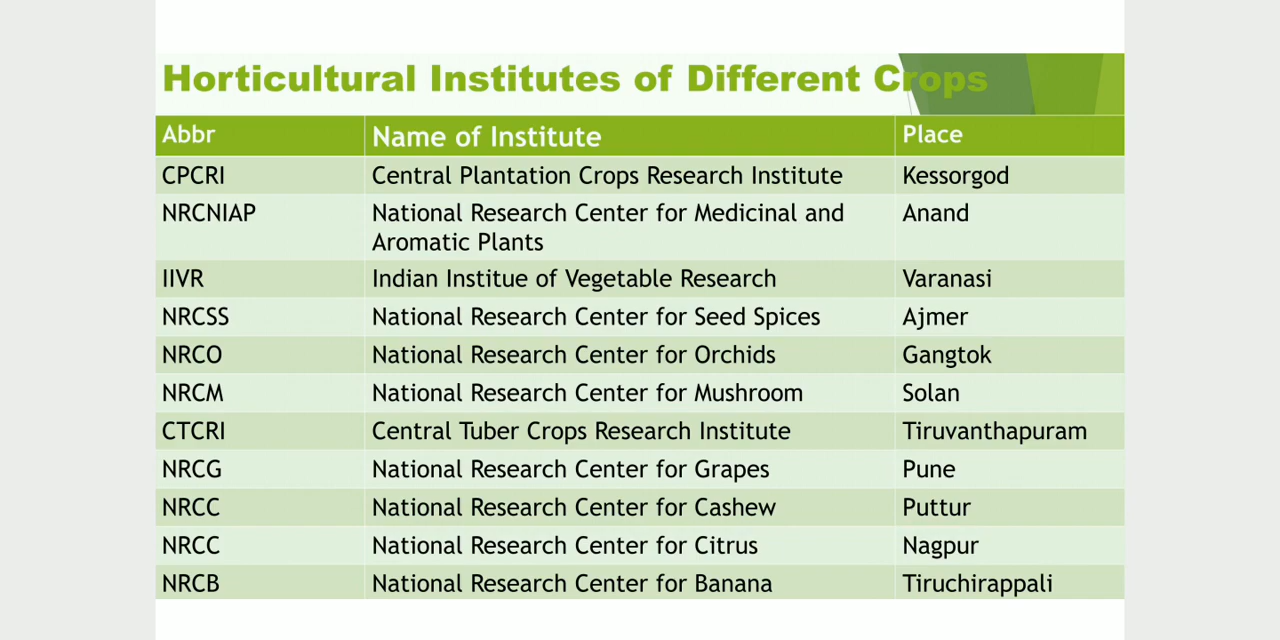 Horticultural Institutes of Different Crops
Abbr Name of Institute Place
CPCRI Central Plantation Crops Research Institute Kessorgod
NRCNIAP National Research Center for Medicinal and Anand
Aromatic Plants
IIVR Indian Institue of Vegetable Research Varanasi
NRCSS National Research Center for Seed Spices Ajmer
NRCO National Research Center for Orchids Gangtok
NRCM National Research Center for Mushroom Solan
CTCRI Central Tuber Crops Research Institute Tiruvanthapuram
NRCG National Research Center for Grapes Pune
NRCC National Research Center for Cashew Puttur
NRCC National Research Center for Citrus Nagpur
NRCB National Research Center for Banana Tiruchirappali